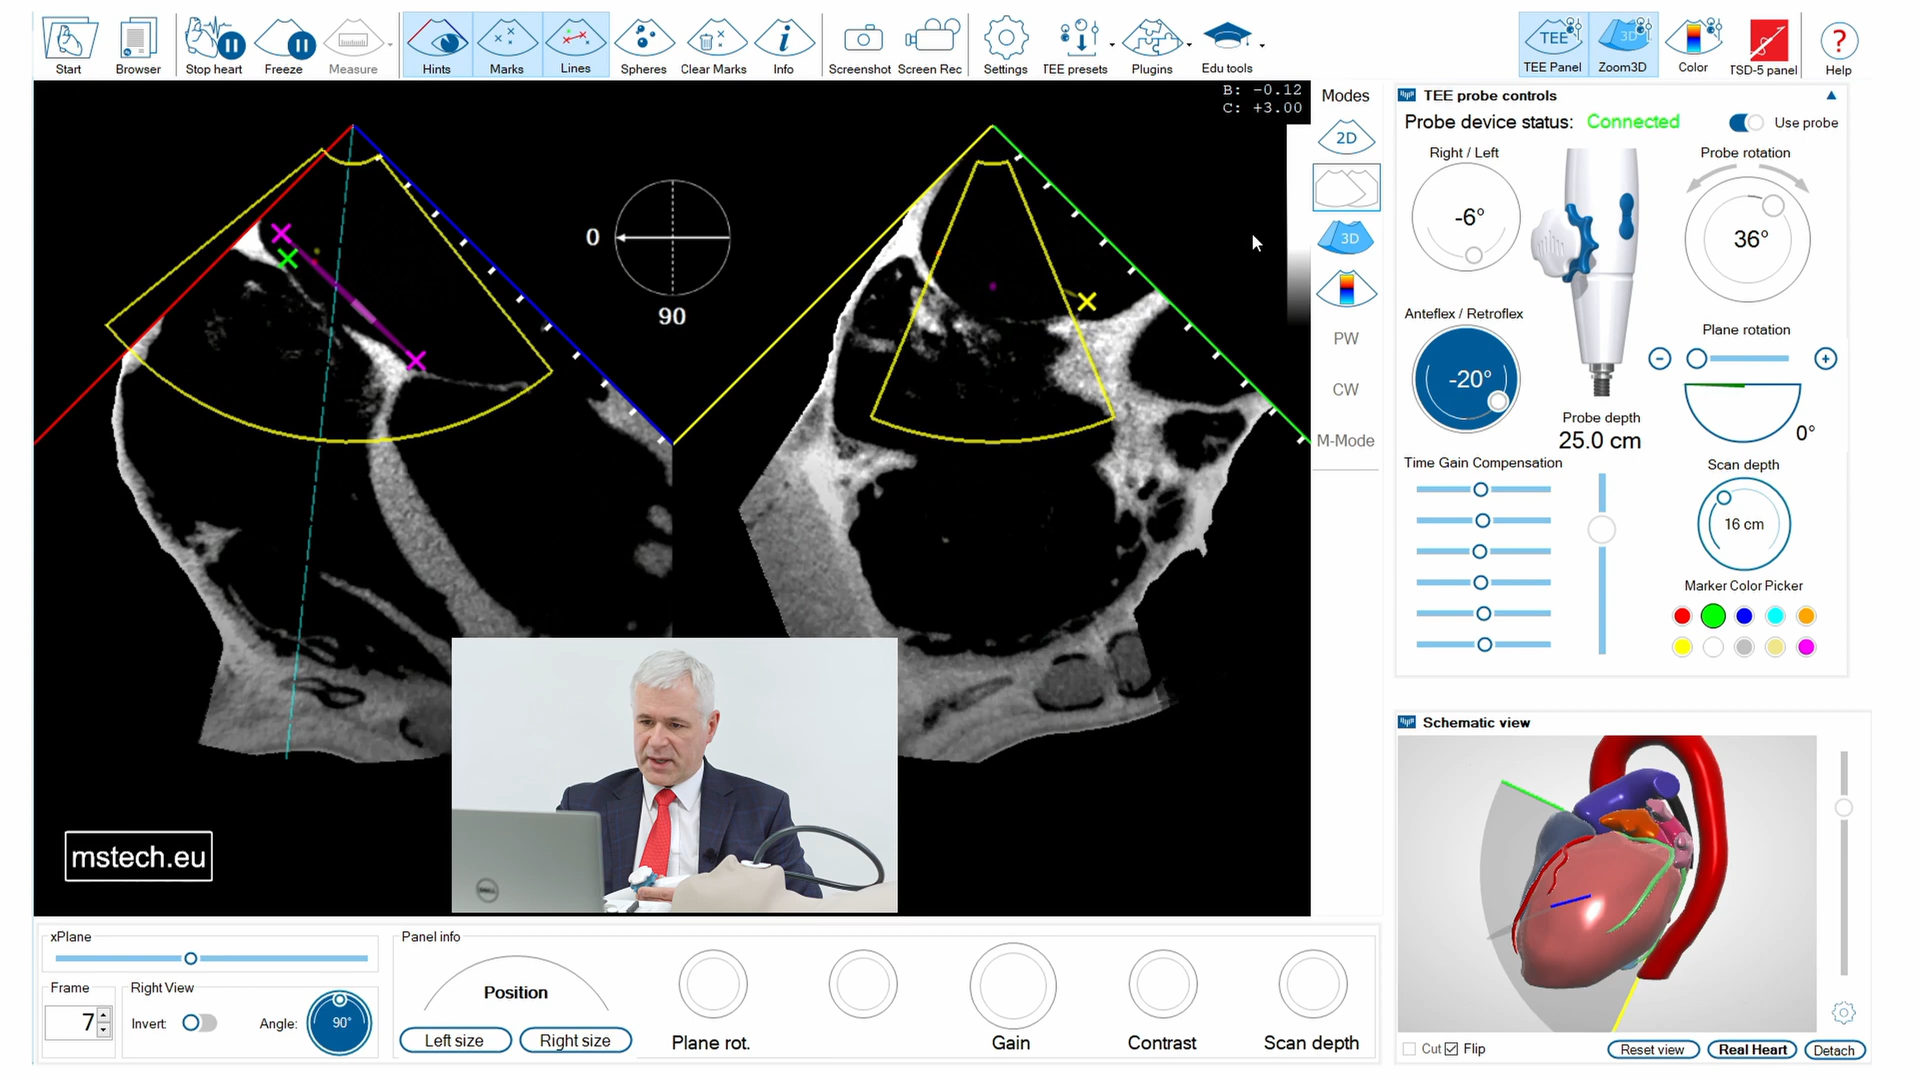 Start
Browser
Stop heart
Freeze
Measure
Hints
Marks
Lines
Spheres
Clear Marks
Info
Screenshot
Screen Rec
Settings
TEE presets
Plugins
Edu tools
TEE
TEE Panel
3D
Zoom3D
Color
TSD-5 panel
?
Help
B: -0.12
C: +3.00
0
90
Modes
2D
3D
PW
CW
M-Mode
TEE probe controls
Probe device status: Connected
Use probe
Right / Left
-6°
Probe rotation
36°
Anteflex / Retroflex
-20°
Plane rotation
0°
Probe depth
25.0 cm
Time Gain Compensation
Scan depth
16 cm
Marker Color Picker
Schematic view
Cut
Flip
Reset view
Real Heart
Detach
mstech.eu
DELL
xPlane
Frame
7
Right View
Invert:
Angle:
90°
Panel info
Position
Left size
Right size
Plane rot.
Gain
Contrast
Scan depth